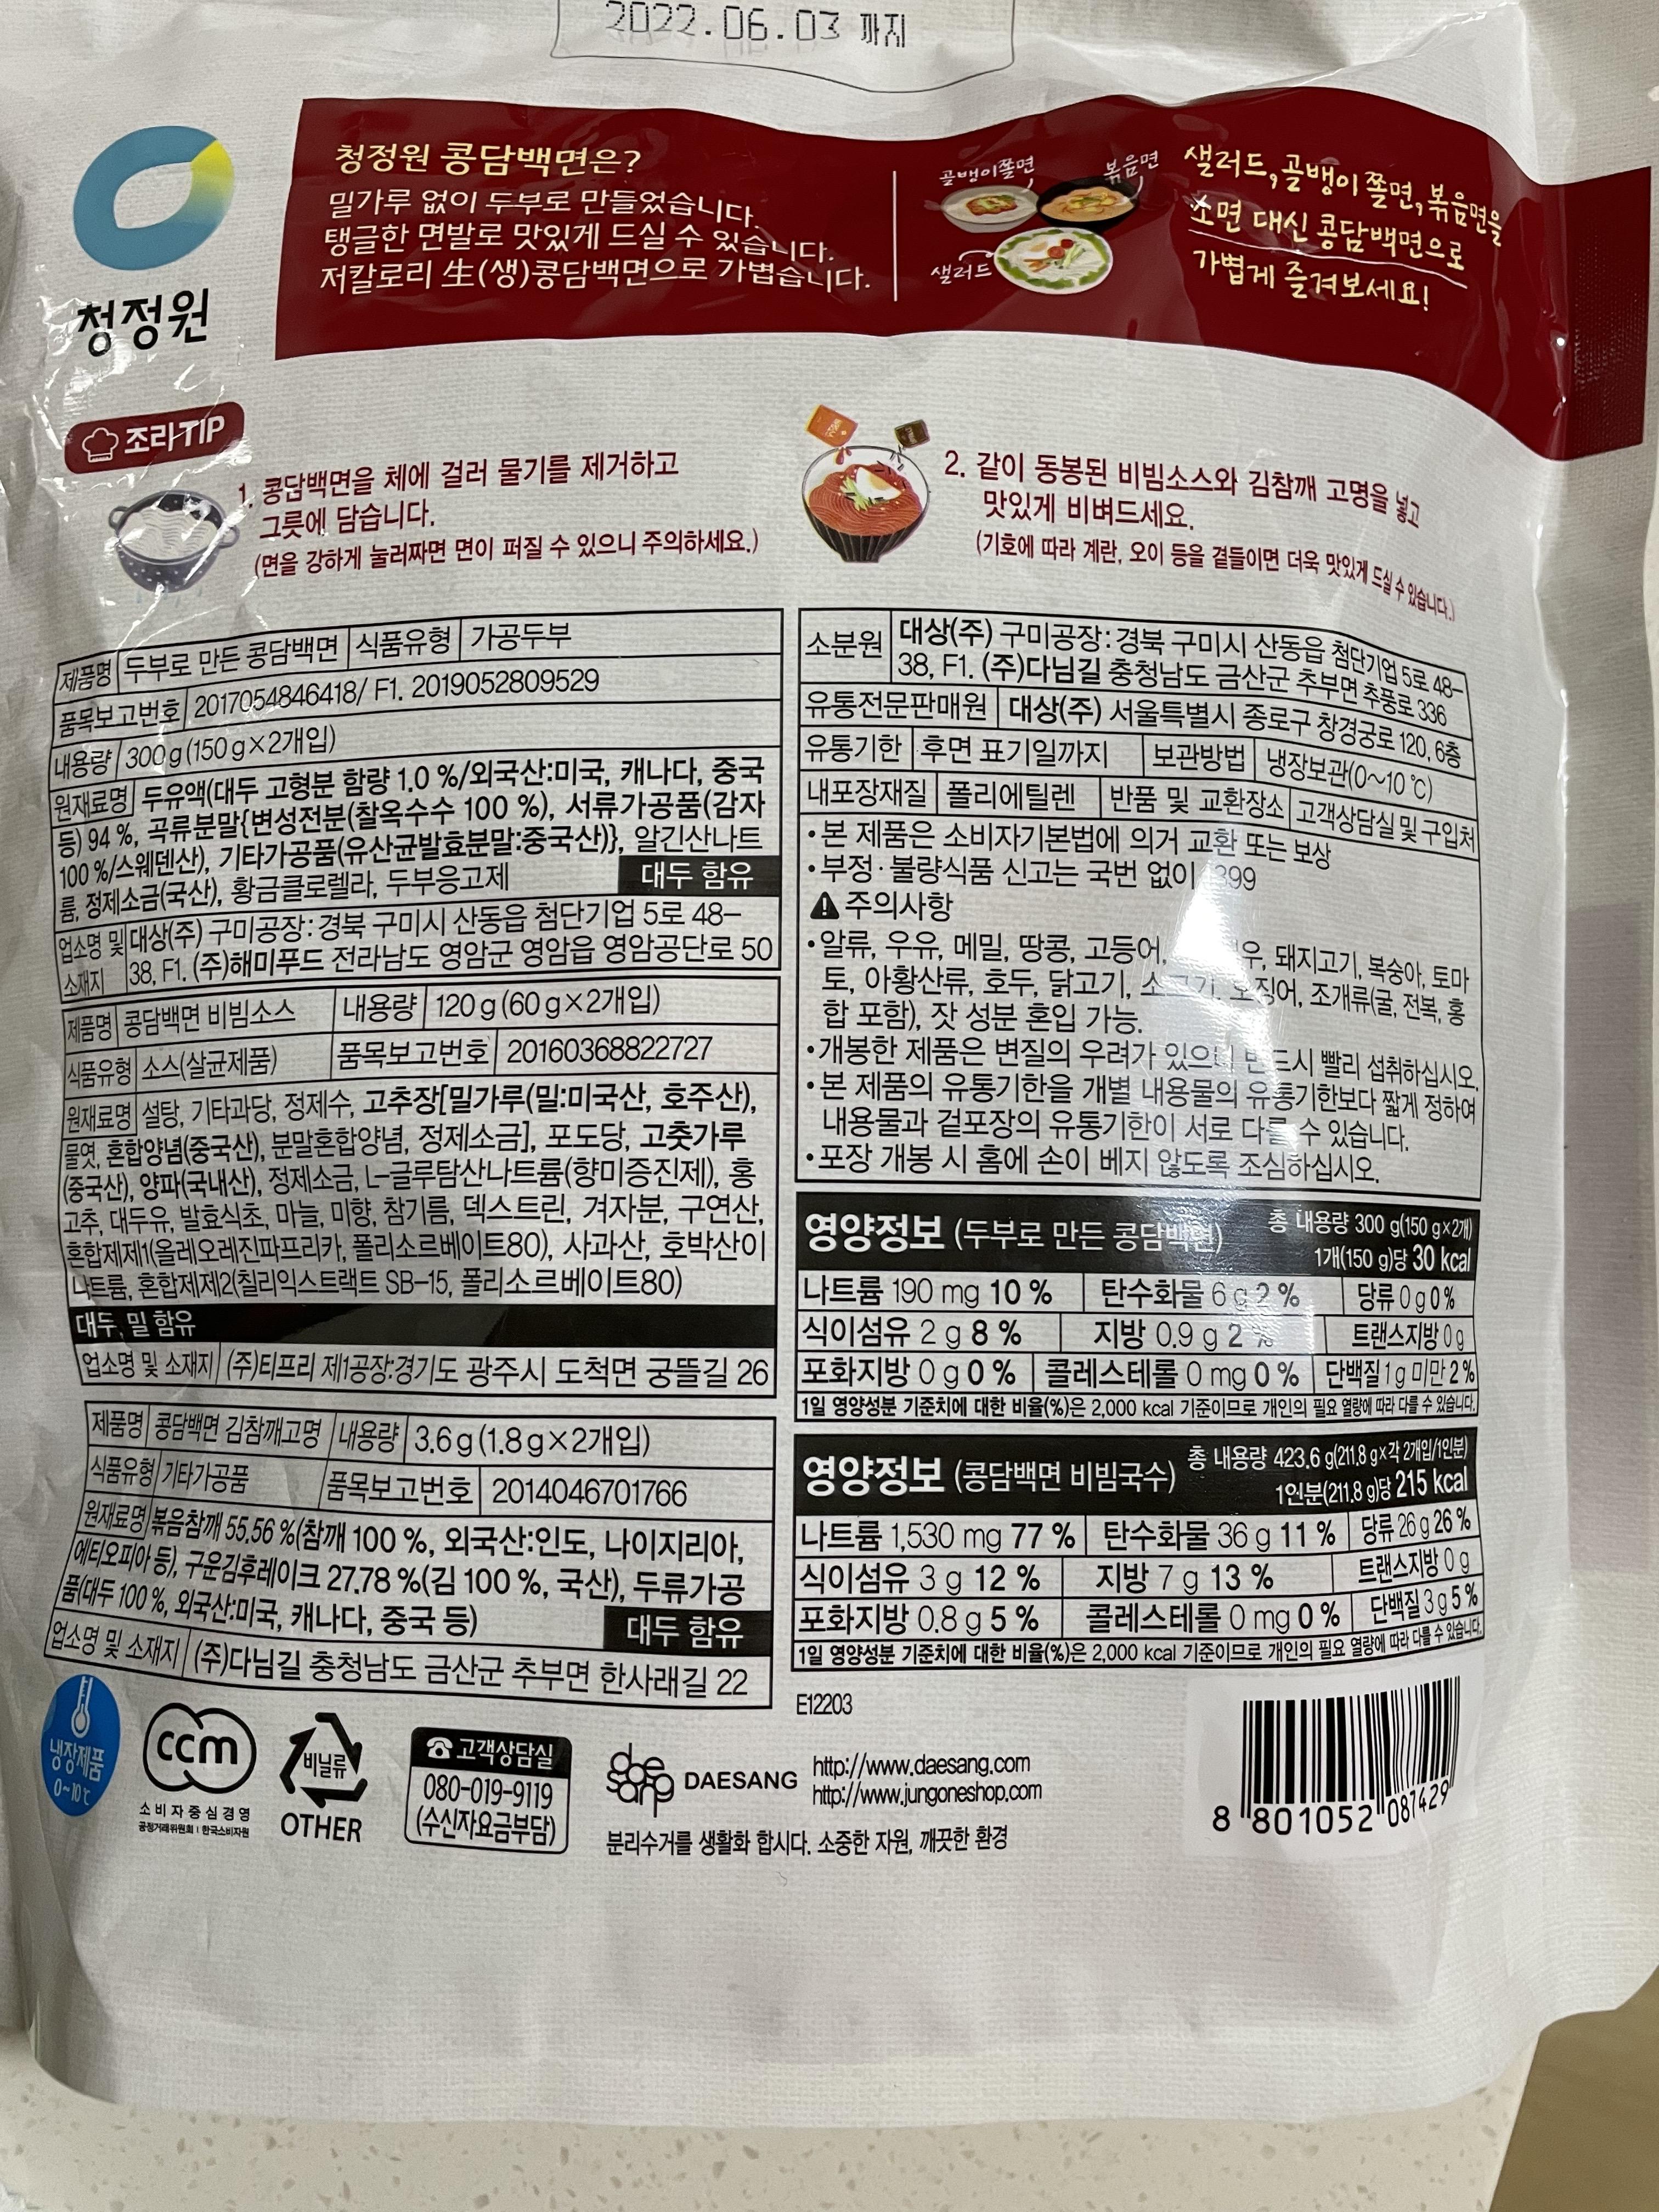 2022.06.03 까지
청정원
청정원 콩담백면은?
밀가루 없이 두부로 만들었습니다.
탱글한 면발로 맛있게 드실 수 있습니다.
저칼로리 生(생)콩담백면으로 가볍습니다.
골뱅이쫄면
볶음면
샐러드
샐러드, 골뱅이 쫄면, 볶음면을
소면 대신 콩담백면으로
가볍게 즐겨보세요!
조리TIP
1. 콩담백면을 체에 걸러 물기를 제거하고
그릇에 담습니다.
(면을 강하게 눌러짜면 면이 퍼질 수 있으니 주의하세요.)
2. 같이 동봉된 비빔소스와 김참깨 고명을 넣고
맛있게 비벼드세요.
(기호에 따라 계란, 오이 등을 곁들이면 더욱 맛있게 드실 수 있습니다.)
제품명 두부로 만든 콩담백면 식품유형 가공두부
품목보고번호 2017054846418/ F1. 2019052809529
내용량 300 g (150 g×2개입)
원재료명 두유액(대두 고형분 함량 1.0 %/외국산:미국, 캐나다, 중국
등) 94 %, 곡류분말{변성전분(찰옥수수 100 %), 서류가공품(감자
100 %/스웨덴산), 기타가공품(유산균발효분말:중국산)}, 알긴산나트
륨, 정제소금(국산), 황금클로렐라, 두부응고제
대두 함유
업소명 및 소재지 대상(주) 구미공장: 경북 구미시 산동읍 첨단기업 5로 48-
38, F1. (주)해미푸드 전라남도 영암군 영암읍 영암공단로 50
제품명 콩담백면 비빔소스 내용량 120 g (60 g×2개입)
식품유형 소스(살균제품) 품목보고번호 20160368822727
원재료명 설탕, 기타과당, 정제수, 고추장[밀가루(밀:미국산, 호주산),
물엿, 혼합양념(중국산), 분말혼합양념, 정제소금], 포도당, 고춧가루
(중국산), 양파(국내산), 정제소금, L-글루탐산나트륨(향미증진제), 홍
고추, 대두유, 발효식초, 마늘, 미향, 참기름, 덱스트린, 겨자분, 구연산,
혼합제제1(올레오레진파프리카, 폴리소르베이트80), 사과산, 호박산이
나트륨, 혼합제제2(칠리익스트랙트 SB-15, 폴리소르베이트80)
대두, 밀 함유
업소명 및 소재지 (주)티프리 제1공장:경기도 광주시 도척면 궁뜰길 26
제품명 콩담백면 김참깨고명 내용량 3.6 g (1.8 g×2개입)
식품유형 기타가공품 품목보고번호 2014046701766
원재료명 볶음참깨 55.56 %(참깨 100 %, 외국산:인도, 나이지리아,
에티오피아 등), 구운김후레이크 27.78 %(김 100 %, 국산), 두류가공
품(대두 100 %, 외국산:미국, 캐나다, 중국 등)
대두 함유
업소명 및 소재지 (주)다님길 충청남도 금산군 추부면 한사래길 22
소분원 대상(주) 구미공장: 경북 구미시 산동읍 첨단기업 5로 48-
38, F1. (주)다님길 충청남도 금산군 추부면 추풍로 336
유통전문판매원 대상(주) 서울특별시 종로구 창경궁로 120, 6층
유통기한 후면 표기일까지 보관방법 냉장보관(0~10 ℃)
내포장재질 폴리에틸렌 반품 및 교환장소 고객상담실 및 구입처
•본 제품은 소비자기본법에 의거 교환 또는 보상
•부정·불량식품 신고는 국번 없이
주의사항
•알류, 우유, 메밀, 땅콩, 고등어, 돼지고기, 복숭아, 토마
토, 아황산류, 호두, 닭고기, 오징어, 조개류(굴, 전복, 홍
합 포함), 잣 성분 혼입 가능.
•개봉한 제품은 변질의 우려가 있으니 반드시 빨리 섭취하십시오.
•본 제품의 유통기한을 개별 내용물의 유통기한보다 짧게 정하여
내용물과 겉포장의 유통기한이 서로 다를 수 있습니다.
•포장 개봉 시 홈에 손이 베지 않도록 조심하십시오.
영양정보 (두부로 만든 콩담백면) 총 내용량 300 g(150 g×2개)
1개(150 g)당 30 kcal
나트륨 190 mg 10 % 탄수화물 6 g 2 % 당류 0 g 0 %
식이섬유 2 g 8 % 지방 0.9 g 2 % 트랜스지방 0 g
포화지방 0 g 0 % 콜레스테롤 0 mg 0 % 단백질 1 g 미만 2 %
1일 영양성분 기준치에 대한 비율(%)은 2,000 kcal 기준이므로 개인의 필요 열량에 따라 다를 수 있습니다.
영양정보 (콩담백면 비빔국수) 총 내용량 423.6 g(211.8 g×각 2개입/1인분)
1인분(211.8 g)당 215 kcal
나트륨 1,530 mg 77 % 탄수화물 36 g 11 % 당류 26 g 26 %
식이섬유 3 g 12 % 지방 7 g 13 % 트랜스지방 0 g
포화지방 0.8 g 5 % 콜레스테롤 0 mg 0 % 단백질 3 g 5 %
1일 영양성분 기준치에 대한 비율(%)은 2,000 kcal 기준이므로 개인의 필요 열량에 따라 다를 수 있습니다.
E12203
냉장제품
0~10℃
ccm
소비자중심경영
공정거래위원회 | 한국소비자원
비닐류
OTHER
고객상담실
080-019-9119
(수신자요금부담)
dae sang DAESANG
http://www.daesang.com
http://www.jungoneshop.com
분리수거를 생활화 합시다. 소중한 자원, 깨끗한 환경
8 801052 087429